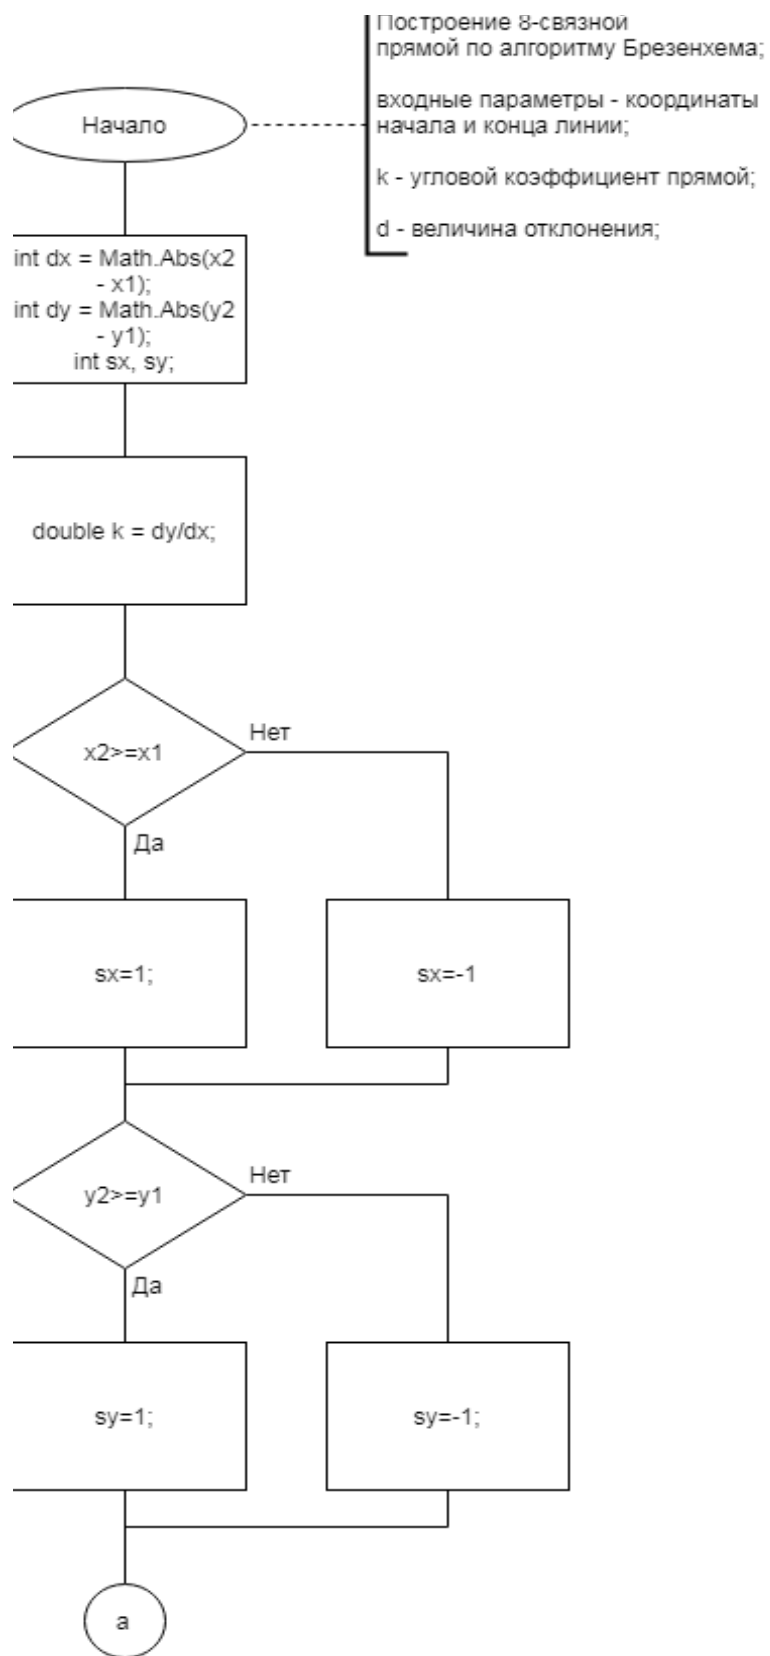 Построение 8-связной
прямой по алгоритму Брезенхема;
входные параметры - координаты
начала и конца линии;
k - угловой коэффициент прямой;
d - величина отклонения;
Начало
int dx = Math.Abs(x2
- x1);
int dy = Math.Abs(y2
- y1);
int sx, sy;
double k = dy/dx;
x2>=x1
Нет
Да
sx=1;
sx=-1
y2>=y1
Нет
Да
sy=1;
sy=-1;
a